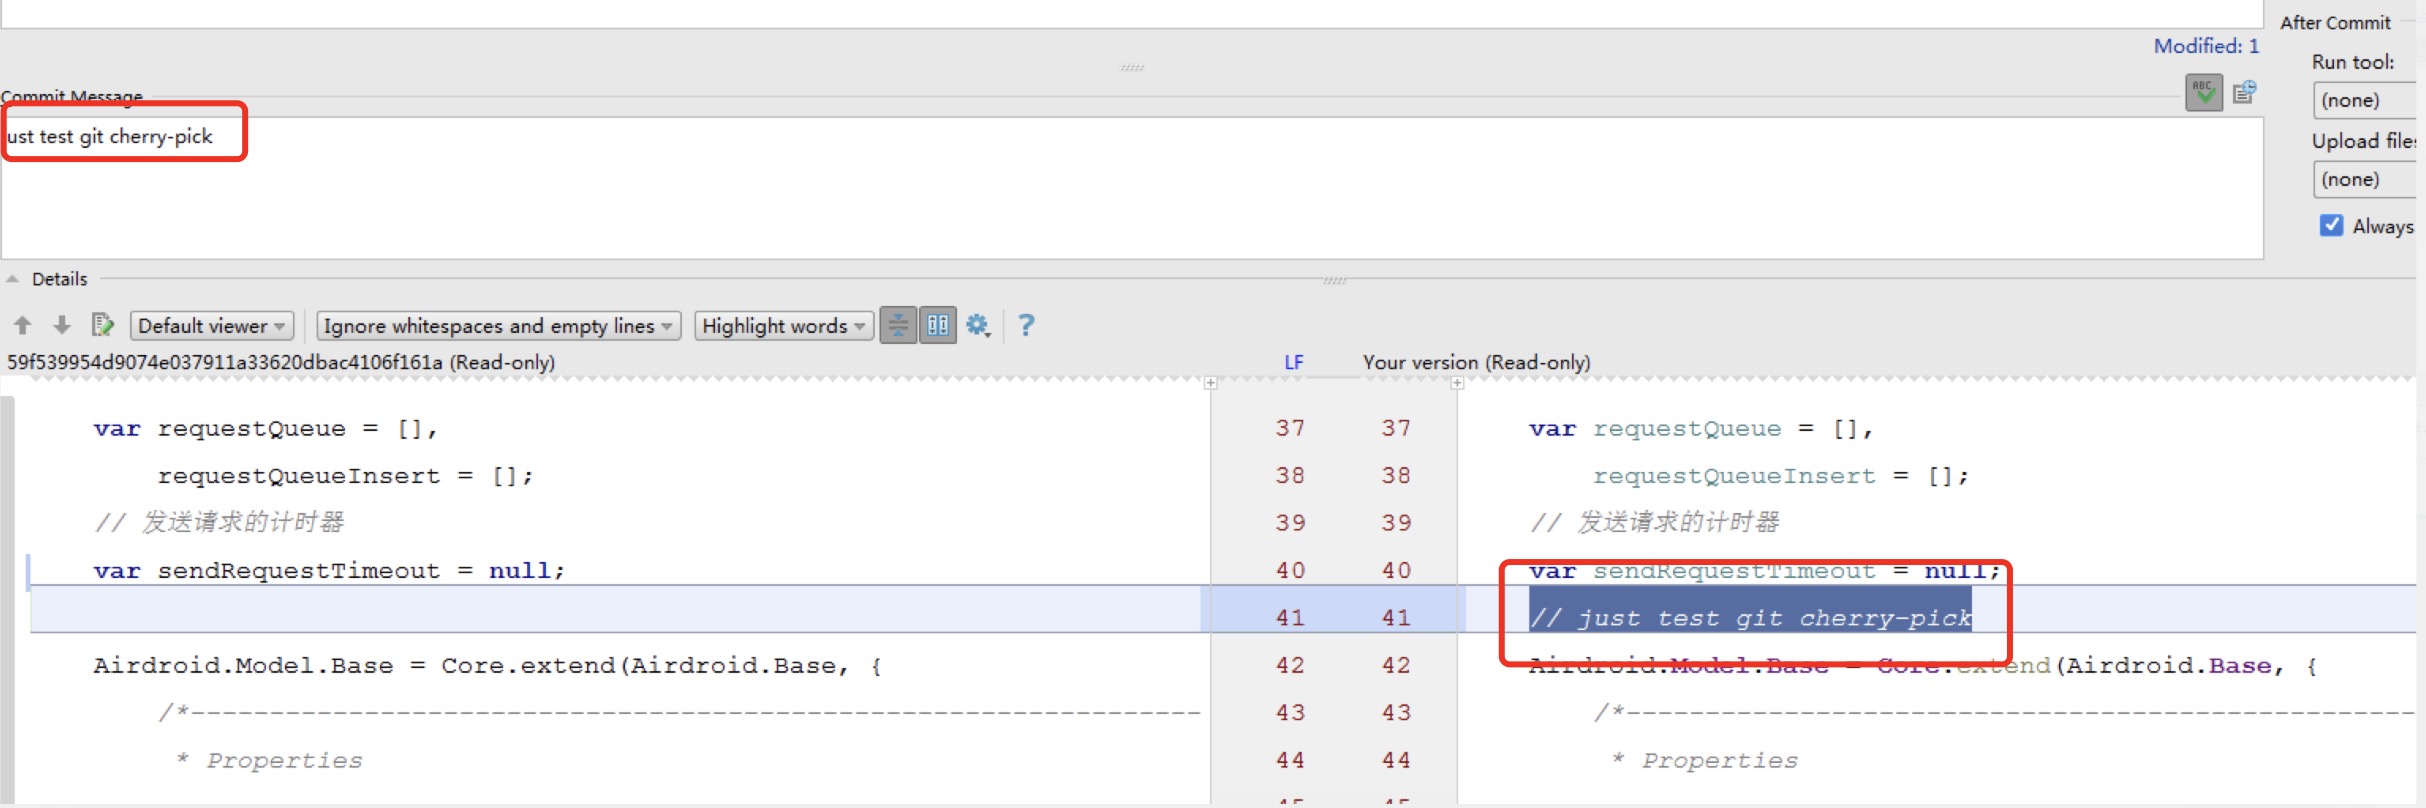 After Commit
Modified: 1
Run tool:
Commit Message
ABC
(none)
ust test git cherry-pick
Upload file
(none)
Always
Details
Default viewer
Ignore whitespaces and empty lines
Highlight words
?
59f539954d9074e037911a33620dbac4106f161a (Read-only)
LF
Your version (Read-only)
var requestQueue = [], 37 37 var requestQueue = [],
requestQueueInsert = []; 38 38 requestQueueInsert = [];
// 发送请求的计时器 39 39 // 发送请求的计时器
var sendRequestTimeout = null; 40 40 var sendRequestTimeout = null;
41 41 // just test git cherry-pick
Airdroid.Model.Base = Core.extend(Airdroid.Base, { 42 42 Airdroid.Model.Base = Core.extend(Airdroid.Base, {
/*---------------------------------------------------------------- 43 43 /*--------------------------------------------------
* Properties 44 44 * Properties